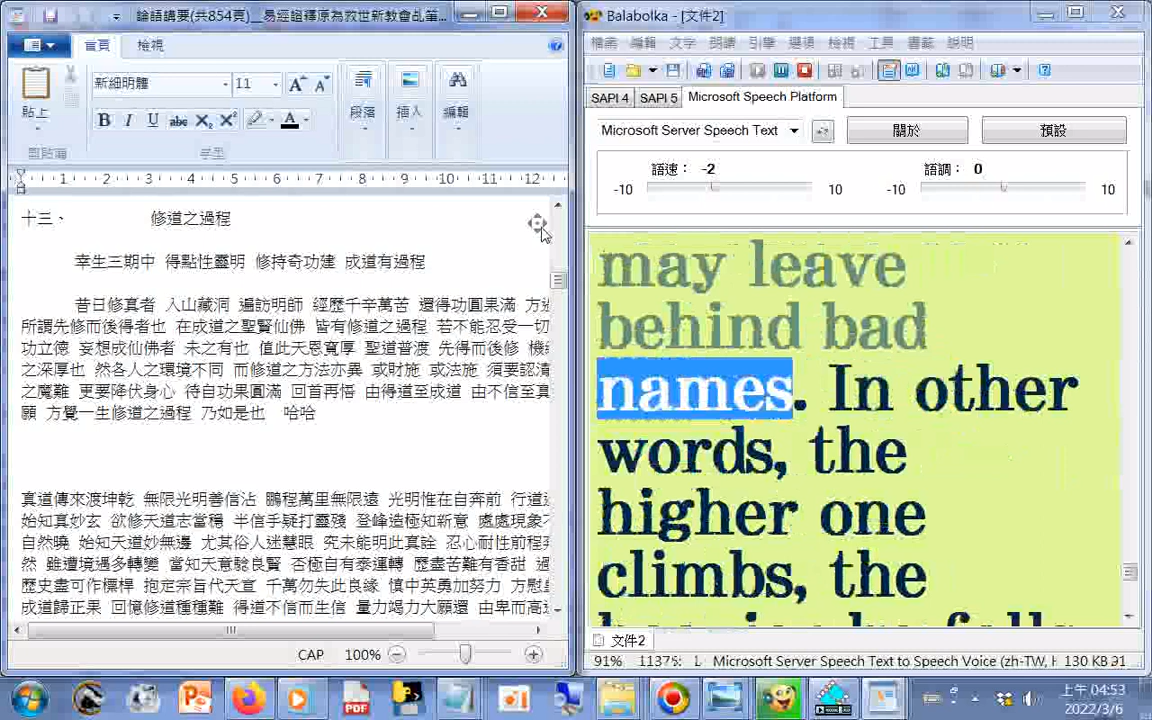 論語講要(共854頁)__易經證釋原為救世新教會乩筆...
首頁 檢視
貼上
剪貼簿
新細明體 11
B I U abc X₂ X² A
字型
段落
插入
編輯
1 2 3 4 5 6 7 8 9 10 11 12
十三、 修道之過程
幸生三期中 得點性靈明 修持奇功建 成道有過程
昔日修真者 入山藏洞 遍訪明師 經歷千辛萬苦 還得功圓果滿 方
所謂先修而後得者也 在成道之聖賢仙佛 皆有修道之過程 若不能忍受一切
功立德 妄想成仙佛者 未之有也 值此天恩寬厚 聖道普渡 先得而後修 機
之深厚也 然各人之環境不同 而修道之方法亦異 或財施 或法施 須要認清
之魔難 更要降伏身心 待自功果圓滿 回首再悟 由得道至成道 由不信至真
願 方覺一生修道之過程 乃如是也 哈哈
真道傳來渡坤乾 無限光明善信沾 鵬程萬里無限遠 光明惟在自奔前 行道
始知真妙玄 欲修天道志當穩 半信半疑打靈殘 登峰造極知新意 處處現象
自然曉 始知天道妙無邊 尤其俗人迷慧眼 究未能明此真詮 忍心耐性前程
然 雖遭境遇多轉變 當知天意驗良賢 否極自有泰運轉 歷盡苦難有香甜 過
歷史盡可作標桿 抱定宗旨代天宣 千萬勿失此良緣 慎中英勇加努力 方慰
成道歸正果 回憶修道種種難 得道不信而生信 量力竭力大願還 由卑而高
CAP 100%
Balabolka - [文件2]
檔案 編輯 文字 朗讀 引擎 選項 檢視 工具 書籤 說明
SAPI 4 SAPI 5 Microsoft Speech Platform
Microsoft Server Speech Text 關於 預設
語速： -2 語調： 0
-10 10 -10 10
may leave
behind bad
names. In other
words, the
higher one
climbs, the
文件2
91% 11375: 1 Microsoft Server Speech Text to Speech Voice (zh-TW, 130 KB
上午 04:53
2022/3/6